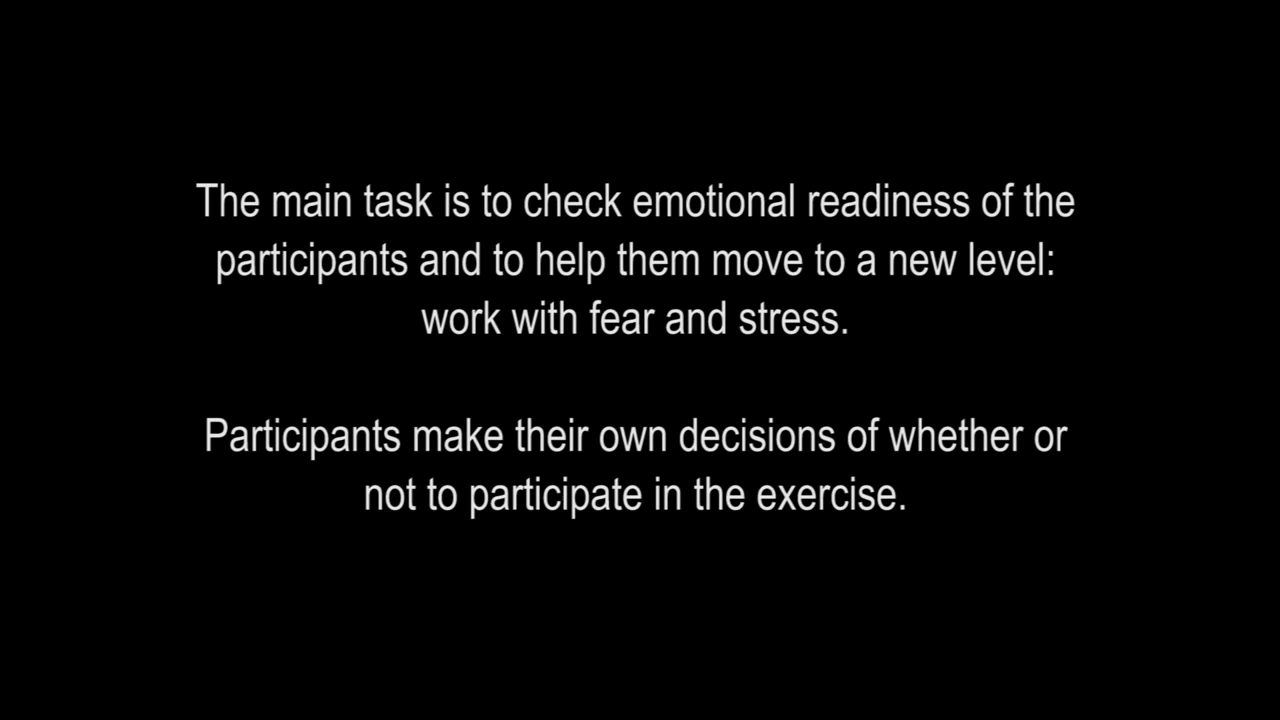 The main task is to check emotional readiness of the
participants and to help them move to a new level:
work with fear and stress.
Participants make their own decisions of whether or
not to participate in the exercise.